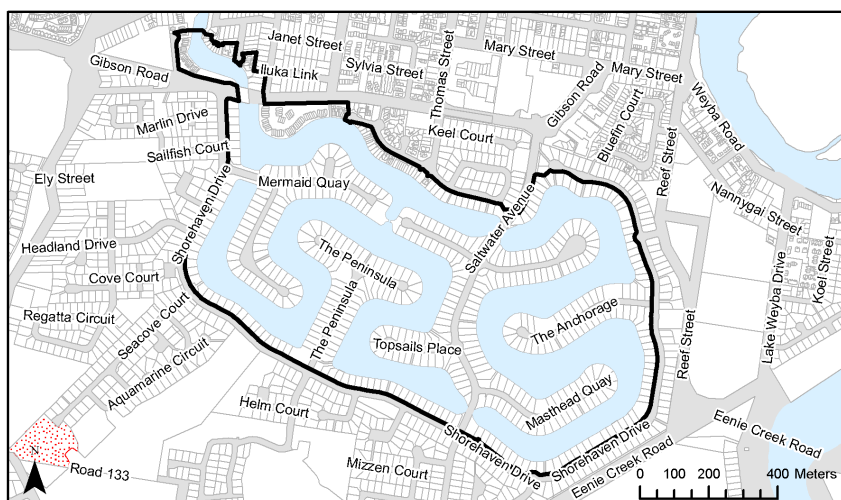 Janet Street
Mary Street
Thomas Street
Gibson Road
Iluka Link
Sylvia Street
Mary Street
Gibson Road
Weyba Road
Marlin Drive
Keel Court
Bluefin Court
Reef Street
Sailfish Court
Ely Street
Mermaid Quay
Shorehaven Drive
Saltwater Avenue
Nannygai Street
Headland Drive
The Peninsula
Koel Street
Cove Court
Lake Weyba Drive
Regatta Circuit
Seacove Court
The Peninsula
The Anchorage
Reef Street
Aquamarine Circuit
Topsails Place
Helm Court
Masthead Quay
Shorehaven Drive
Shorehaven Drive
Eenie Creek Road
Eenie Creek Road
N
Road 133
Mizzen Court
0 100 200 400 Meters